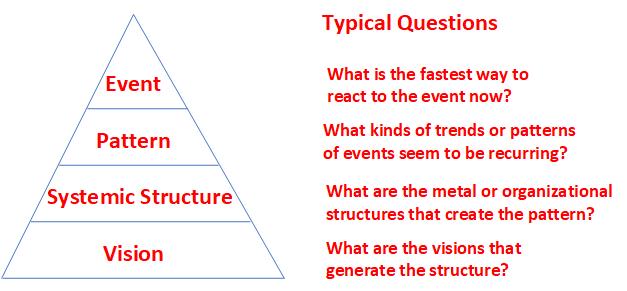 Typical Questions
Event
What is the fastest way to
react to the event now?
Pattern
What kinds of trends or patterns
of events seem to be recurring?
Systemic Structure
What are the metal or organizational
structures that create the pattern?
Vision
What are the visions that
generate the structure?